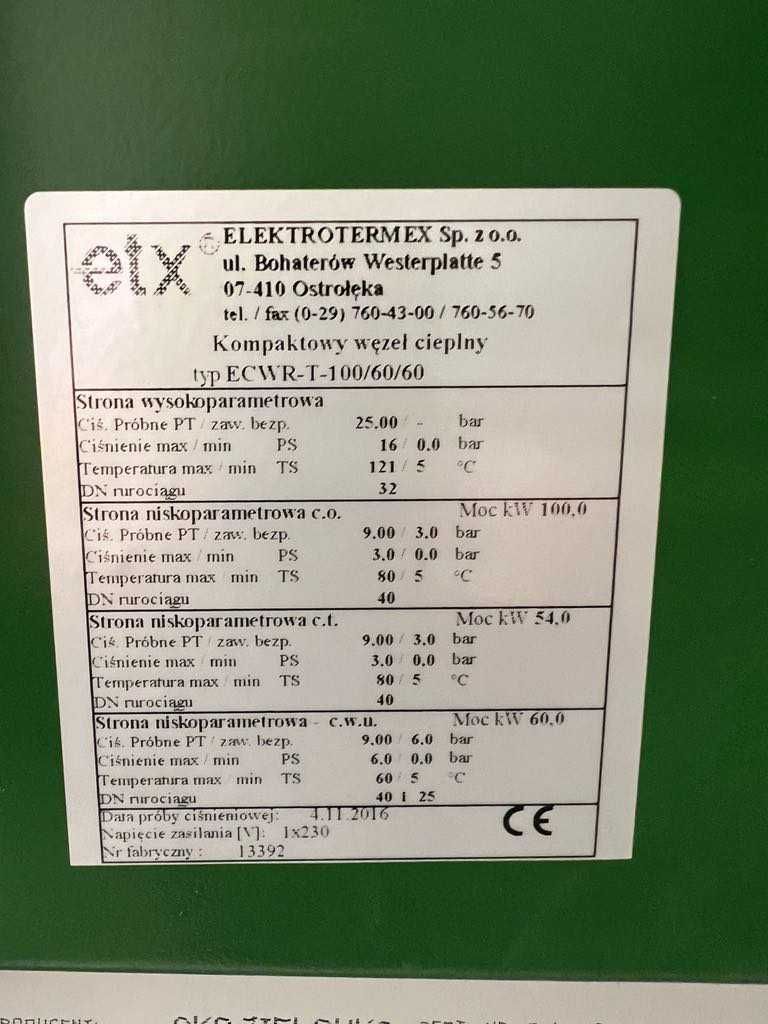 etx ® ELEKTROTERMEX Sp. z o.o.
ul. Bohaterów Westerplatte 5
07-410 Ostrołęka
tel. / fax (0-29) 760-43-00 / 760-56-70
Kompaktowy węzeł cieplny
typ ECWR-T-100/60/60
Strona wysokoparametrowa
Ciś. Próbne PT / zaw. bezp. 25.00 / - bar
Ciśnienie max / min PS 16 / 0.0 bar
Temperatura max / min TS 121 / 5 °C
DN rurociągu 32
Strona niskoparametrowa c.o. Moc kW 100,0
Ciś. Próbne PT / zaw. bezp. 9.00 / 3.0 bar
Ciśnienie max / min PS 3.0 / 0.0 bar
Temperatura max / min TS 80 / 5 °C
DN rurociągu 40
Strona niskoparametrowa c.t. Moc kW 54,0
Ciś. Próbne PT / zaw. bezp. 9.00 / 3.0 bar
Ciśnienie max / min PS 3.0 / 0.0 bar
Temperatura max / min TS 80 / 5 °C
DN rurociągu 40
Strona niskoparametrowa - c.w.u. Moc kW 60,0
Ciś. Próbne PT / zaw. bezp. 9.00 / 6.0 bar
Ciśnienie max / min PS 6.0 / 0.0 bar
Temperatura max / min TS 60 / 5 °C
DN rurociągu 40 i 25
Data próby ciśnieniowej: 4.11.2016
Napięcie zasilania [V]: 1x230 CE
Nr fabryczny : 13392